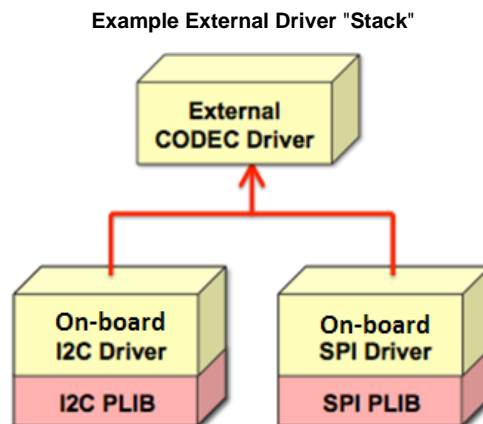 Example External Driver "Stack"
External
CODEC Driver
On-board
I2C Driver
I2C PLIB
On-board
SPI Driver
SPI PLIB